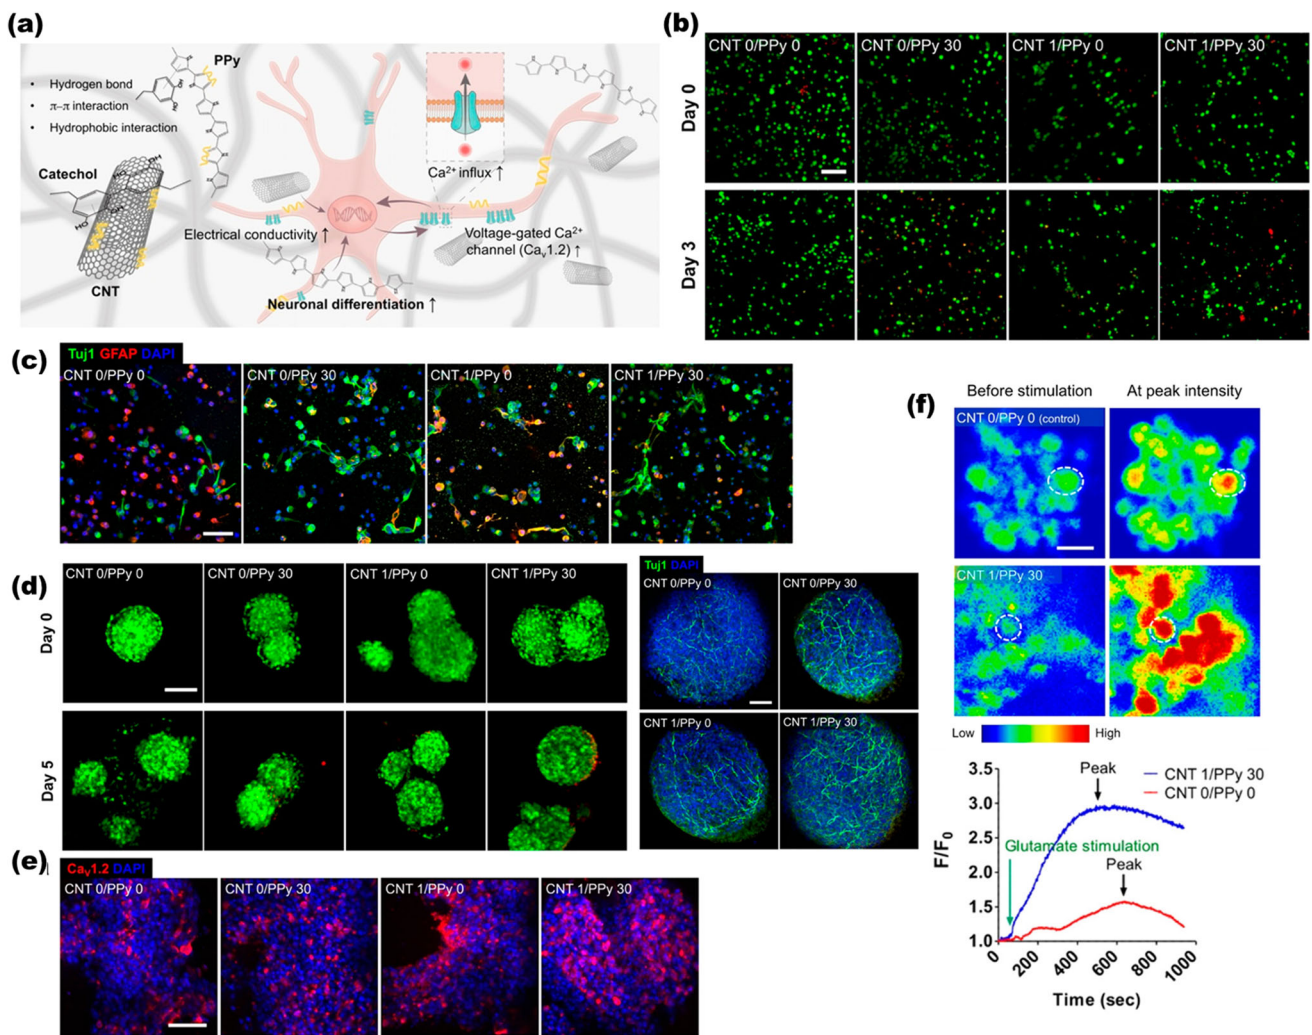 (a)
• Hydrogen bond
• π–π interaction
• Hydrophobic interaction
PPy
Catechol
CNT
Electrical conductivity ↑
Neuronal differentiation ↑
Ca²⁺ influx ↑
Voltage-gated Ca²⁺
channel (Caᵥ1.2) ↑
(b)
CNT 0/PPy 0
CNT 0/PPy 30
CNT 1/PPy 0
CNT 1/PPy 30
Day 0
Day 3
(c)
Tuj1 GFAP DAPI
CNT 0/PPy 0
CNT 0/PPy 30
CNT 1/PPy 0
CNT 1/PPy 30
(d)
CNT 0/PPy 0
CNT 0/PPy 30
CNT 1/PPy 0
CNT 1/PPy 30
Day 0
Day 5
Tuj1 DAPI
CNT 0/PPy 0
CNT 0/PPy 30
CNT 1/PPy 0
CNT 1/PPy 30
(e)
Caᵥ1.2 DAPI
CNT 0/PPy 0
CNT 0/PPy 30
CNT 1/PPy 0
CNT 1/PPy 30
(f)
Before stimulation
At peak intensity
CNT 0/PPy 0 (control)
CNT 1/PPy 30
Low
High
3.5
3.0
2.5
2.0
1.5
1.0
F/F₀
Peak
CNT 1/PPy 30
CNT 0/PPy 0
Glutamate stimulation
Peak
0
200
400
600
800
1000
Time (sec)